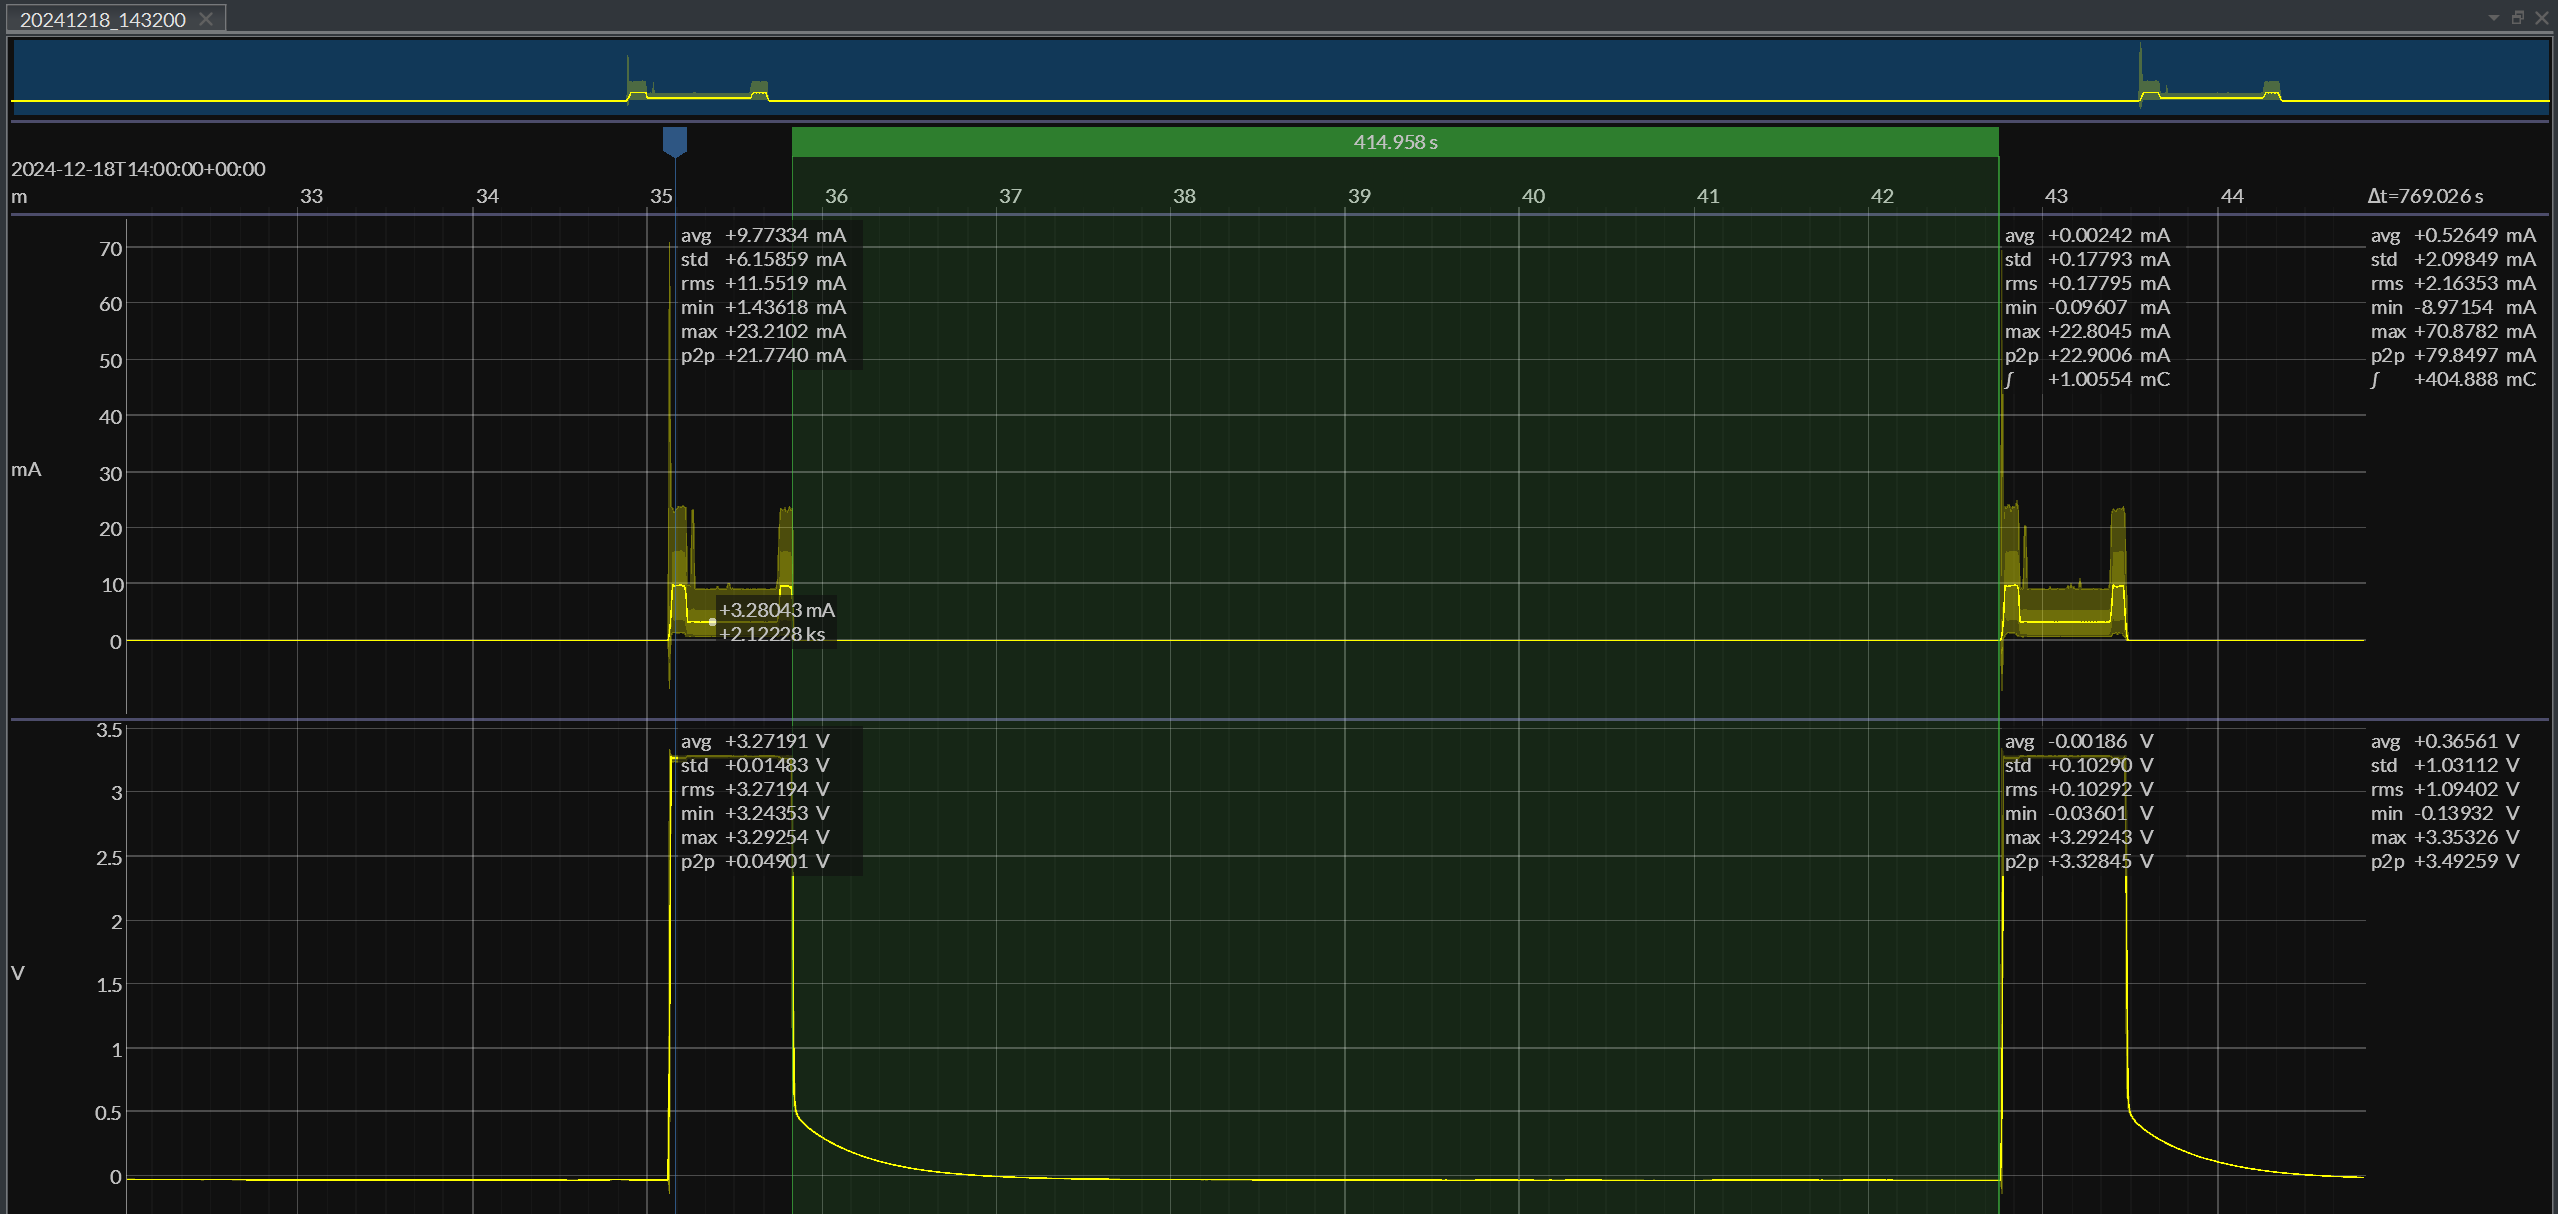 20241218_143200
414.958 s
2024-12-18T14:00:00+00:00
m 33 34 35 36 37 38 39 40 41 42 43 44 Δt=769.026 s
avg +9.77334 mA
std +6.15859 mA
rms +11.5519 mA
min +1.43618 mA
max +23.2102 mA
p2p +21.7740 mA
avg +0.00242 mA
std +0.17793 mA
rms +0.17795 mA
min -0.09607 mA
max +22.8045 mA
p2p +22.9006 mA
∫ +1.00554 mC
avg +0.52649 mA
std +2.09849 mA
rms +2.16353 mA
min -8.97154 mA
max +70.8782 mA
p2p +79.8497 mA
∫ +404.888 mC
70
60
50
40
mA
30
20
10
0
+3.28043 mA
+2.12228 ks
avg +3.27191 V
std +0.01483 V
rms +3.27194 V
min +3.24353 V
max +3.29254 V
p2p +0.04901 V
avg -0.00186 V
std +0.10290 V
rms +0.10292 V
min -0.03601 V
max +3.29243 V
p2p +3.32845 V
avg +0.36561 V
std +1.03112 V
rms +1.09402 V
min -0.13932 V
max +3.35326 V
p2p +3.49259 V
3.5
3
2.5
2
V
1.5
1
0.5
0